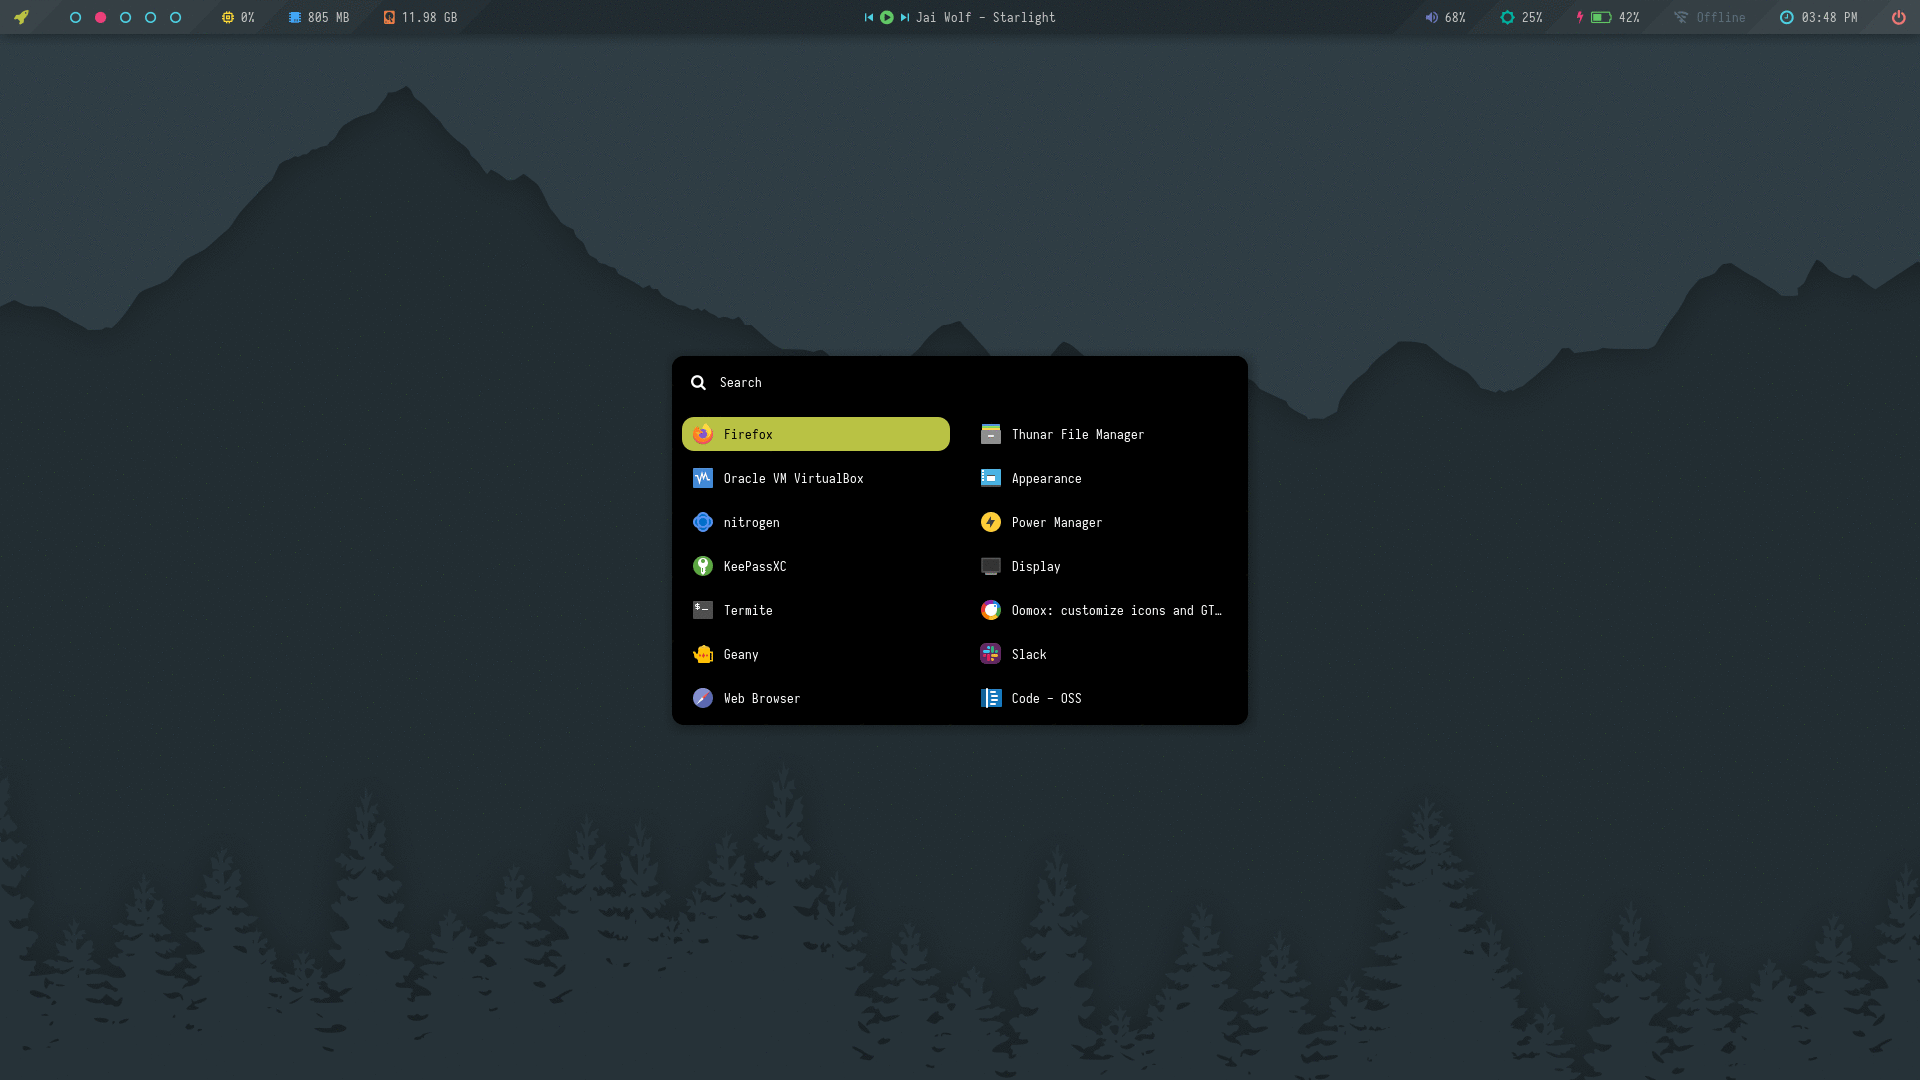 0% 805 MB 11.98 GB Jai Wolf - Starlight 68% 25% 42% Offline 03:48 PM
Search
Firefox Thunar File Manager
Oracle VM VirtualBox Appearance
nitrogen Power Manager
KeePassXC Display
Termite Oomox: customize icons and GT…
Geany Slack
Web Browser Code - OSS